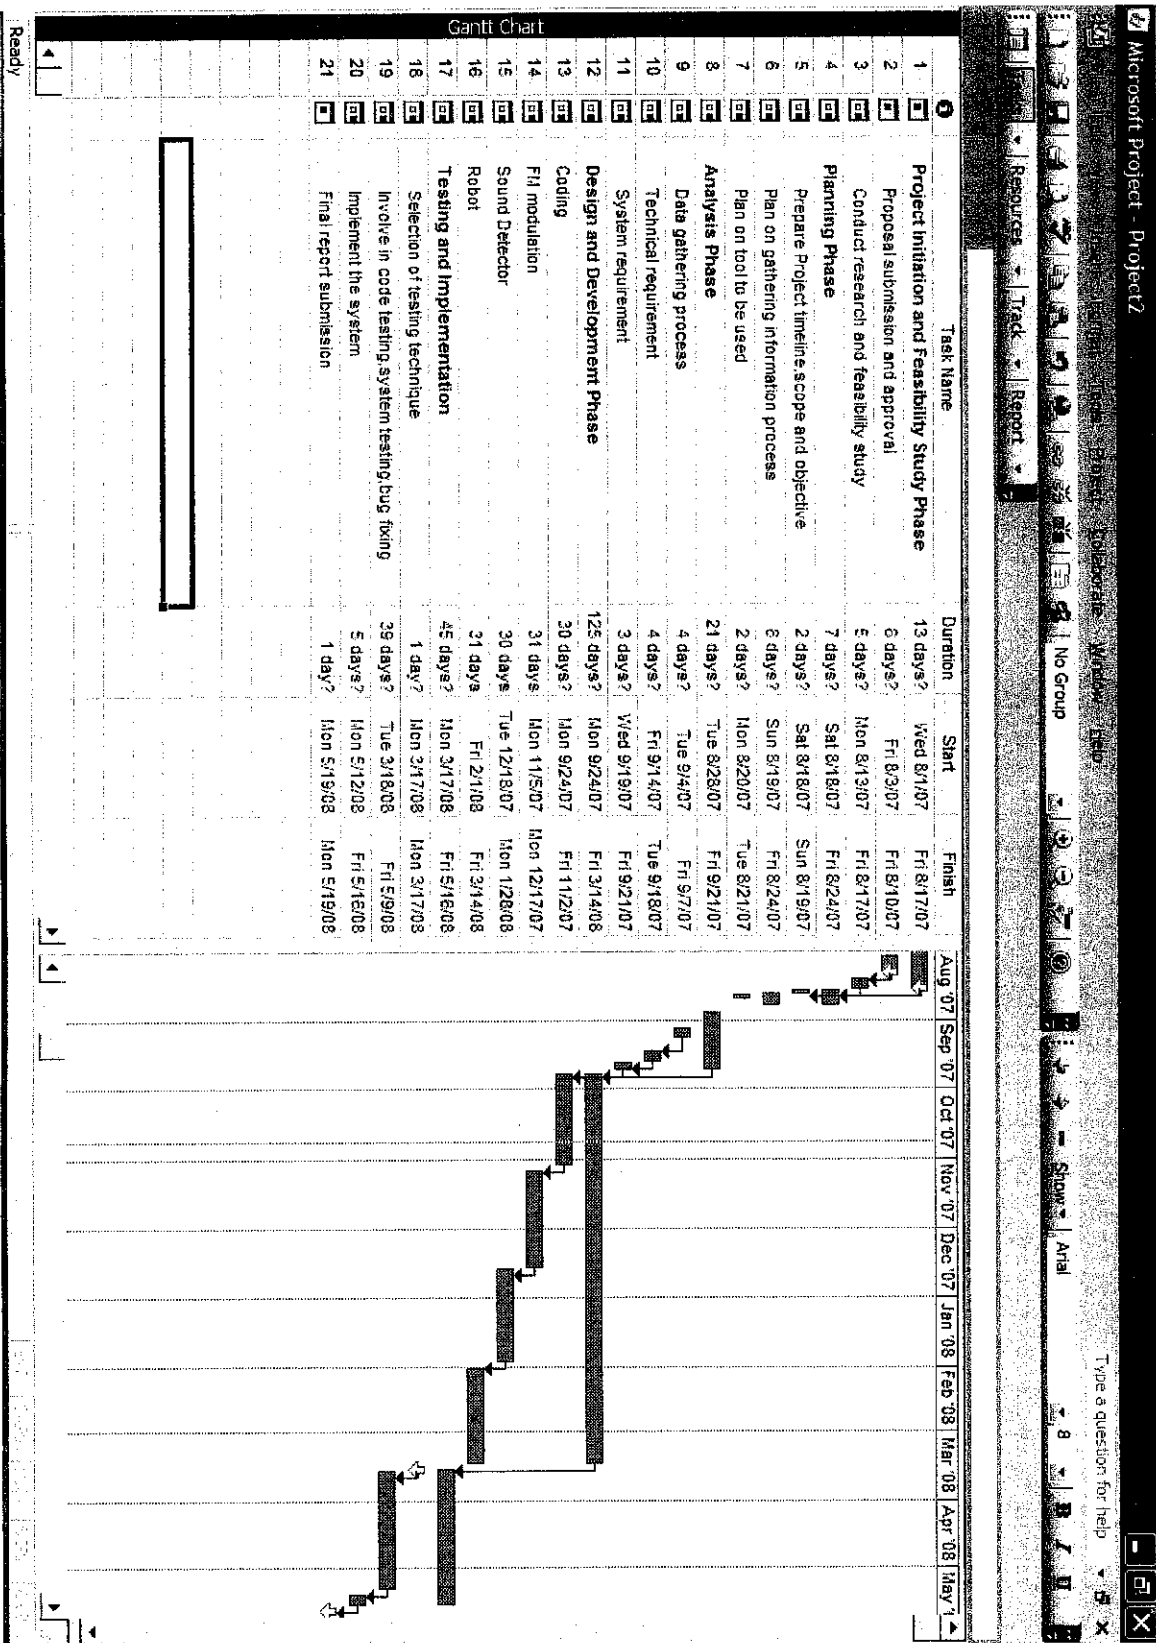 Microsoft Project - Project2
Collaborate Window Help Type a question for help
No Group Show Arial 8 B I U
Resources Track Report
Task Name Duration Start Finish Aug '07 Sep '07 Oct '07 Nov '07 Dec '07 Jan '08 Feb '08 Mar '08 Apr '08 May '
1 Project Initiation and Feasibility Study Phase 13 days? Wed 8/1/07 Fri 8/17/07
2 Proposal submission and approval 6 days? Fri 8/3/07 Fri 8/10/07
3 Conduct research and feasibility study 5 days? Mon 8/13/07 Fri 8/17/07
4 Planning Phase 7 days? Sat 8/18/07 Fri 8/24/07
5 Prepare Project timeline,scope and objective 2 days? Sat 8/18/07 Sun 8/19/07
6 Plan on gathering information process 6 days? Sun 8/19/07 Fri 8/24/07
7 Plan on tool to be used 2 days? Mon 8/20/07 Tue 8/21/07
8 Analysis Phase 21 days? Tue 8/28/07 Fri 9/21/07
9 Data gathering process 4 days? Tue 9/4/07 Fri 9/7/07
10 Technical requirement 4 days? Fri 9/14/07 Tue 9/18/07
11 System requirement 3 days? Wed 9/19/07 Fri 9/21/07
12 Design and Development Phase 125 days? Mon 9/24/07 Fri 3/14/08
13 Coding 30 days? Mon 9/24/07 Fri 11/2/07
14 FM modulation 31 days Mon 11/5/07 Mon 12/17/07
15 Sound Detector 30 days Tue 12/18/07 Mon 1/28/08
16 Robot 31 days Fri 2/1/08 Fri 3/14/08
17 Testing and Implementation 45 days? Mon 3/17/08 Fri 5/16/08
18 Selection of testing technique 1 day? Mon 3/17/08 Mon 3/17/08
19 Involve in code testing,system testing,bug fixing 39 days? Tue 3/18/08 Fri 5/9/08
20 Implement the system 5 days? Mon 5/12/08 Fri 5/16/08
21 Final report submission 1 day? Mon 5/19/08 Mon 5/19/08
Gantt Chart
Ready